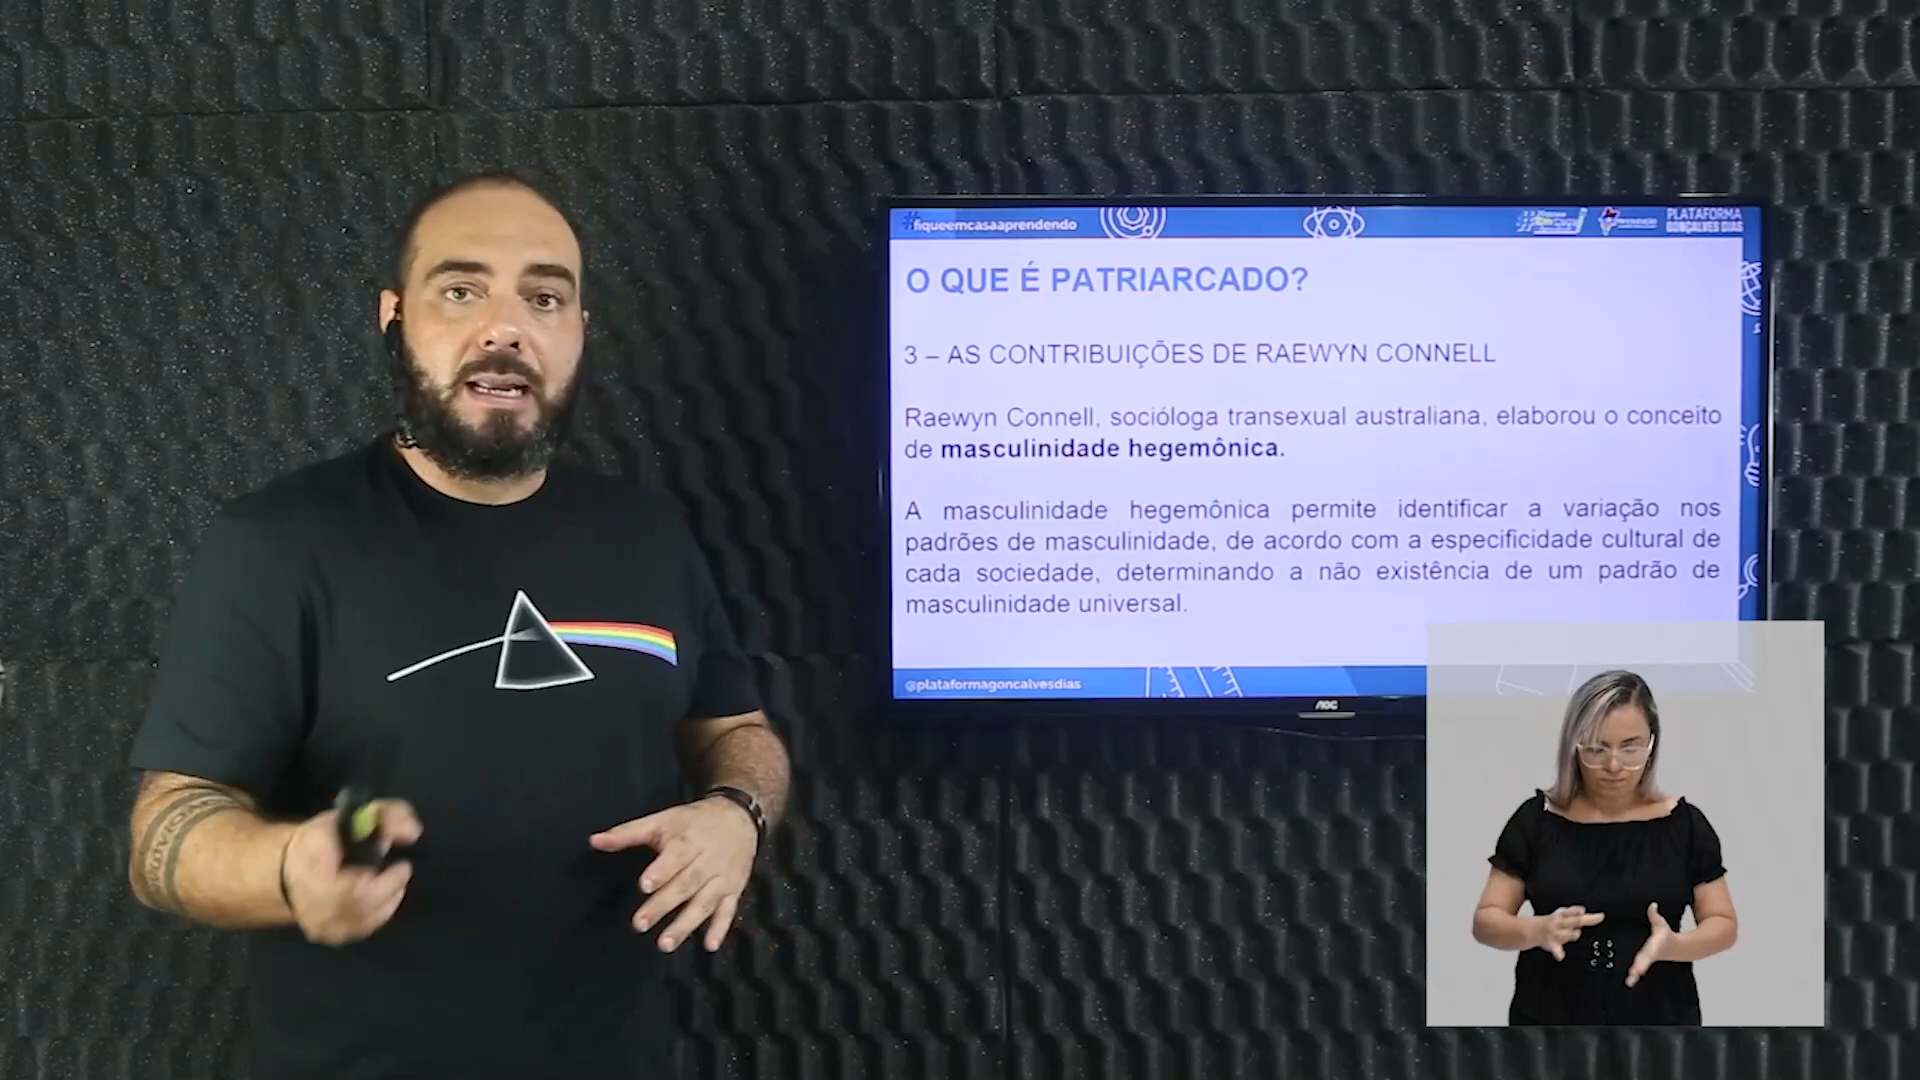 #fiqueemcasaaprendendo
PLATAFORMA
GONÇALVES DIAS
O QUE É PATRIARCADO?
3 – AS CONTRIBUIÇÕES DE RAEWYN CONNELL
Raewyn Connell, socióloga transexual australiana, elaborou o conceito
de masculinidade hegemônica.
A masculinidade hegemônica permite identificar a variação nos
padrões de masculinidade, de acordo com a especificidade cultural de
cada sociedade, determinando a não existência de um padrão de
masculinidade universal.
@plataformagoncalvesdias
AOC